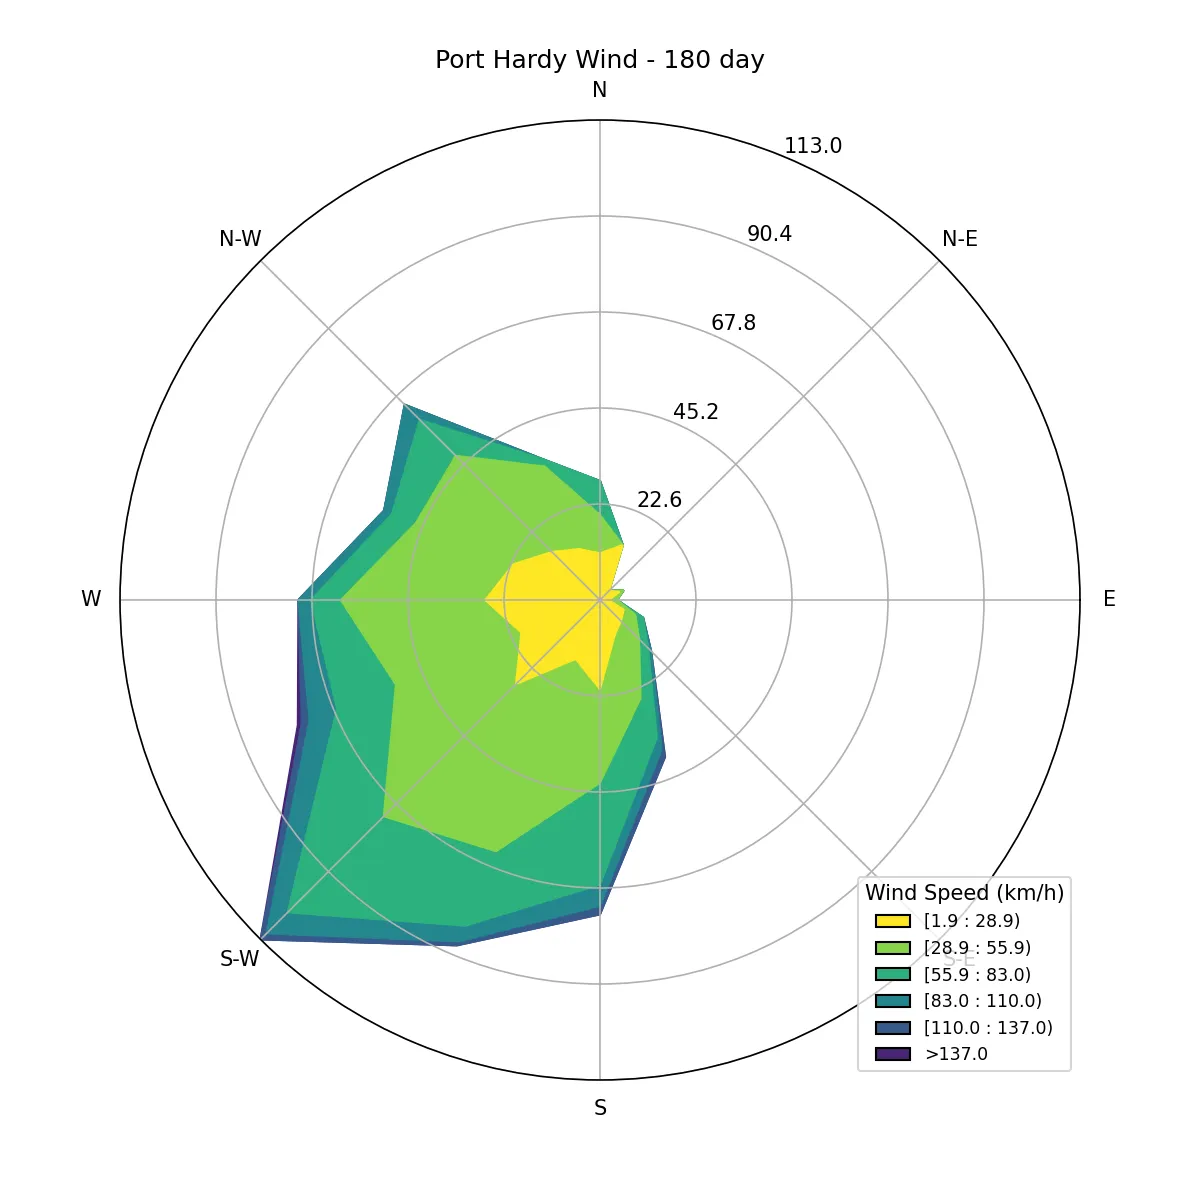 Port Hardy Wind - 180 day
N
113.0
N-W
90.4
N-E
67.8
45.2
22.6
W
E
Wind Speed (km/h)
[1.9 : 28.9)
[28.9 : 55.9)
S-W
S-E
[55.9 : 83.0)
[83.0 : 110.0)
[110.0 : 137.0)
>137.0
S